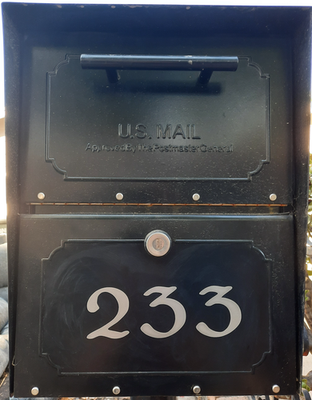 U.S. MAIL
Approved By The Postmaster General
233